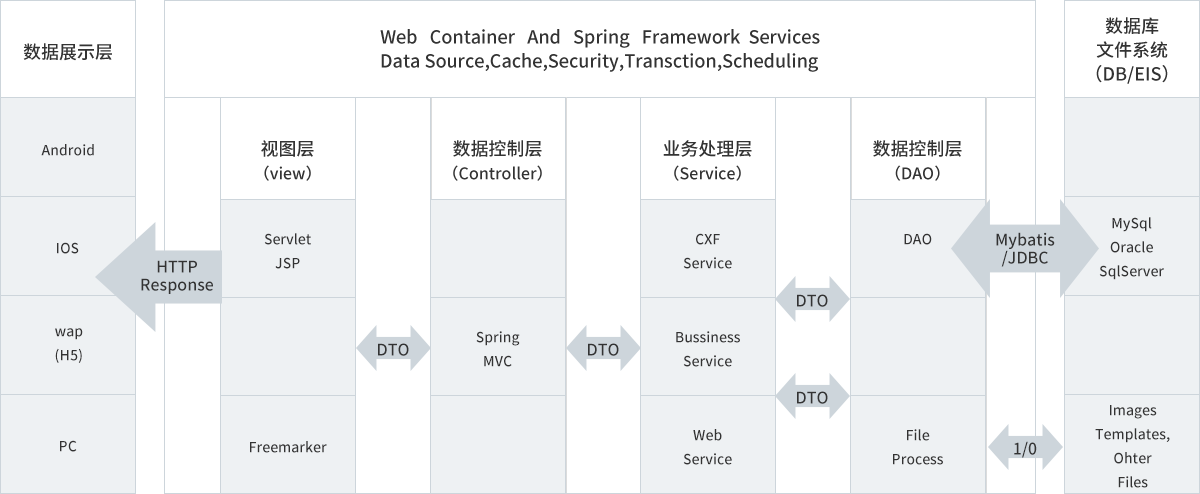 数据展示层
Android
IOS
wap
(H5)
PC
HTTP
Response
Web Container And Spring Framework Services
Data Source,Cache,Security,Transction,Scheduling
视图层
（view）
Servlet
JSP
Freemarker
DTO
数据控制层
（Controller）
Spring
MVC
DTO
业务处理层
（Service）
CXF
Service
Bussiness
Service
Web
Service
DTO
DTO
数据控制层
（DAO）
DAO
File
Process
Mybatis
/JDBC
1/0
数据库
文件系统
（DB/EIS）
MySql
Oracle
SqlServer
Images
Templates,
Ohter
Files